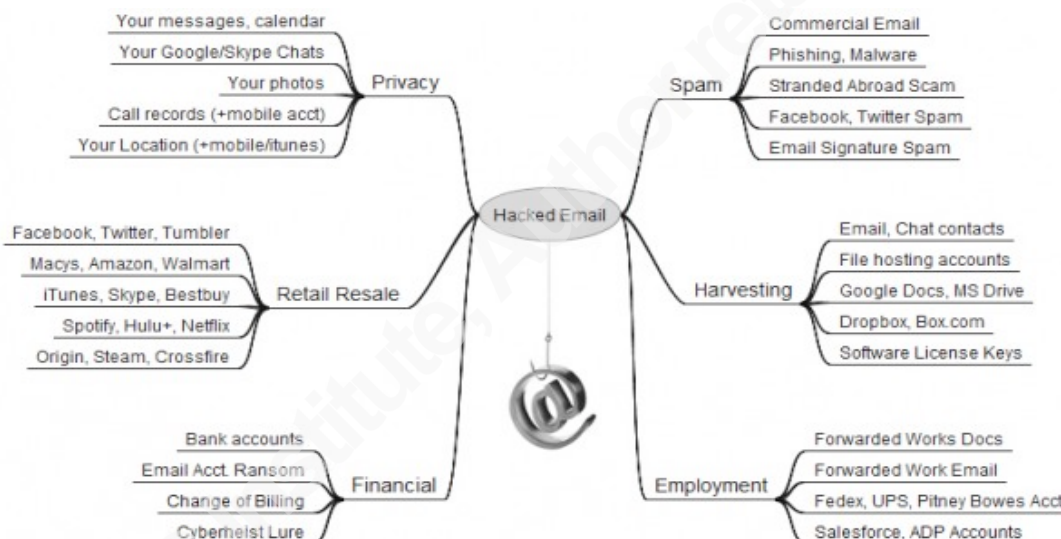 Your messages, calendar
Your Google/Skype Chats
Your photos
Call records (+mobile acct)
Your Location (+mobile/itunes)
Privacy
Spam
Commercial Email
Phishing, Malware
Stranded Abroad Scam
Facebook, Twitter Spam
Email Signature Spam
Hacked Email
Facebook, Twitter, Tumbler
Macys, Amazon, Walmart
iTunes, Skype, Bestbuy
Spotify, Hulu+, Netflix
Origin, Steam, Crossfire
Retail Resale
Harvesting
Email, Chat contacts
File hosting accounts
Google Docs, MS Drive
Dropbox, Box.com
Software License Keys
@
Bank accounts
Email Acct. Ransom
Change of Billing
Cyberheist Lure
Financial
Employment
Forwarded Works Docs
Forwarded Work Email
Fedex, UPS, Pitney Bowes Acct
Salesforce, ADP Accounts
Institute, Author